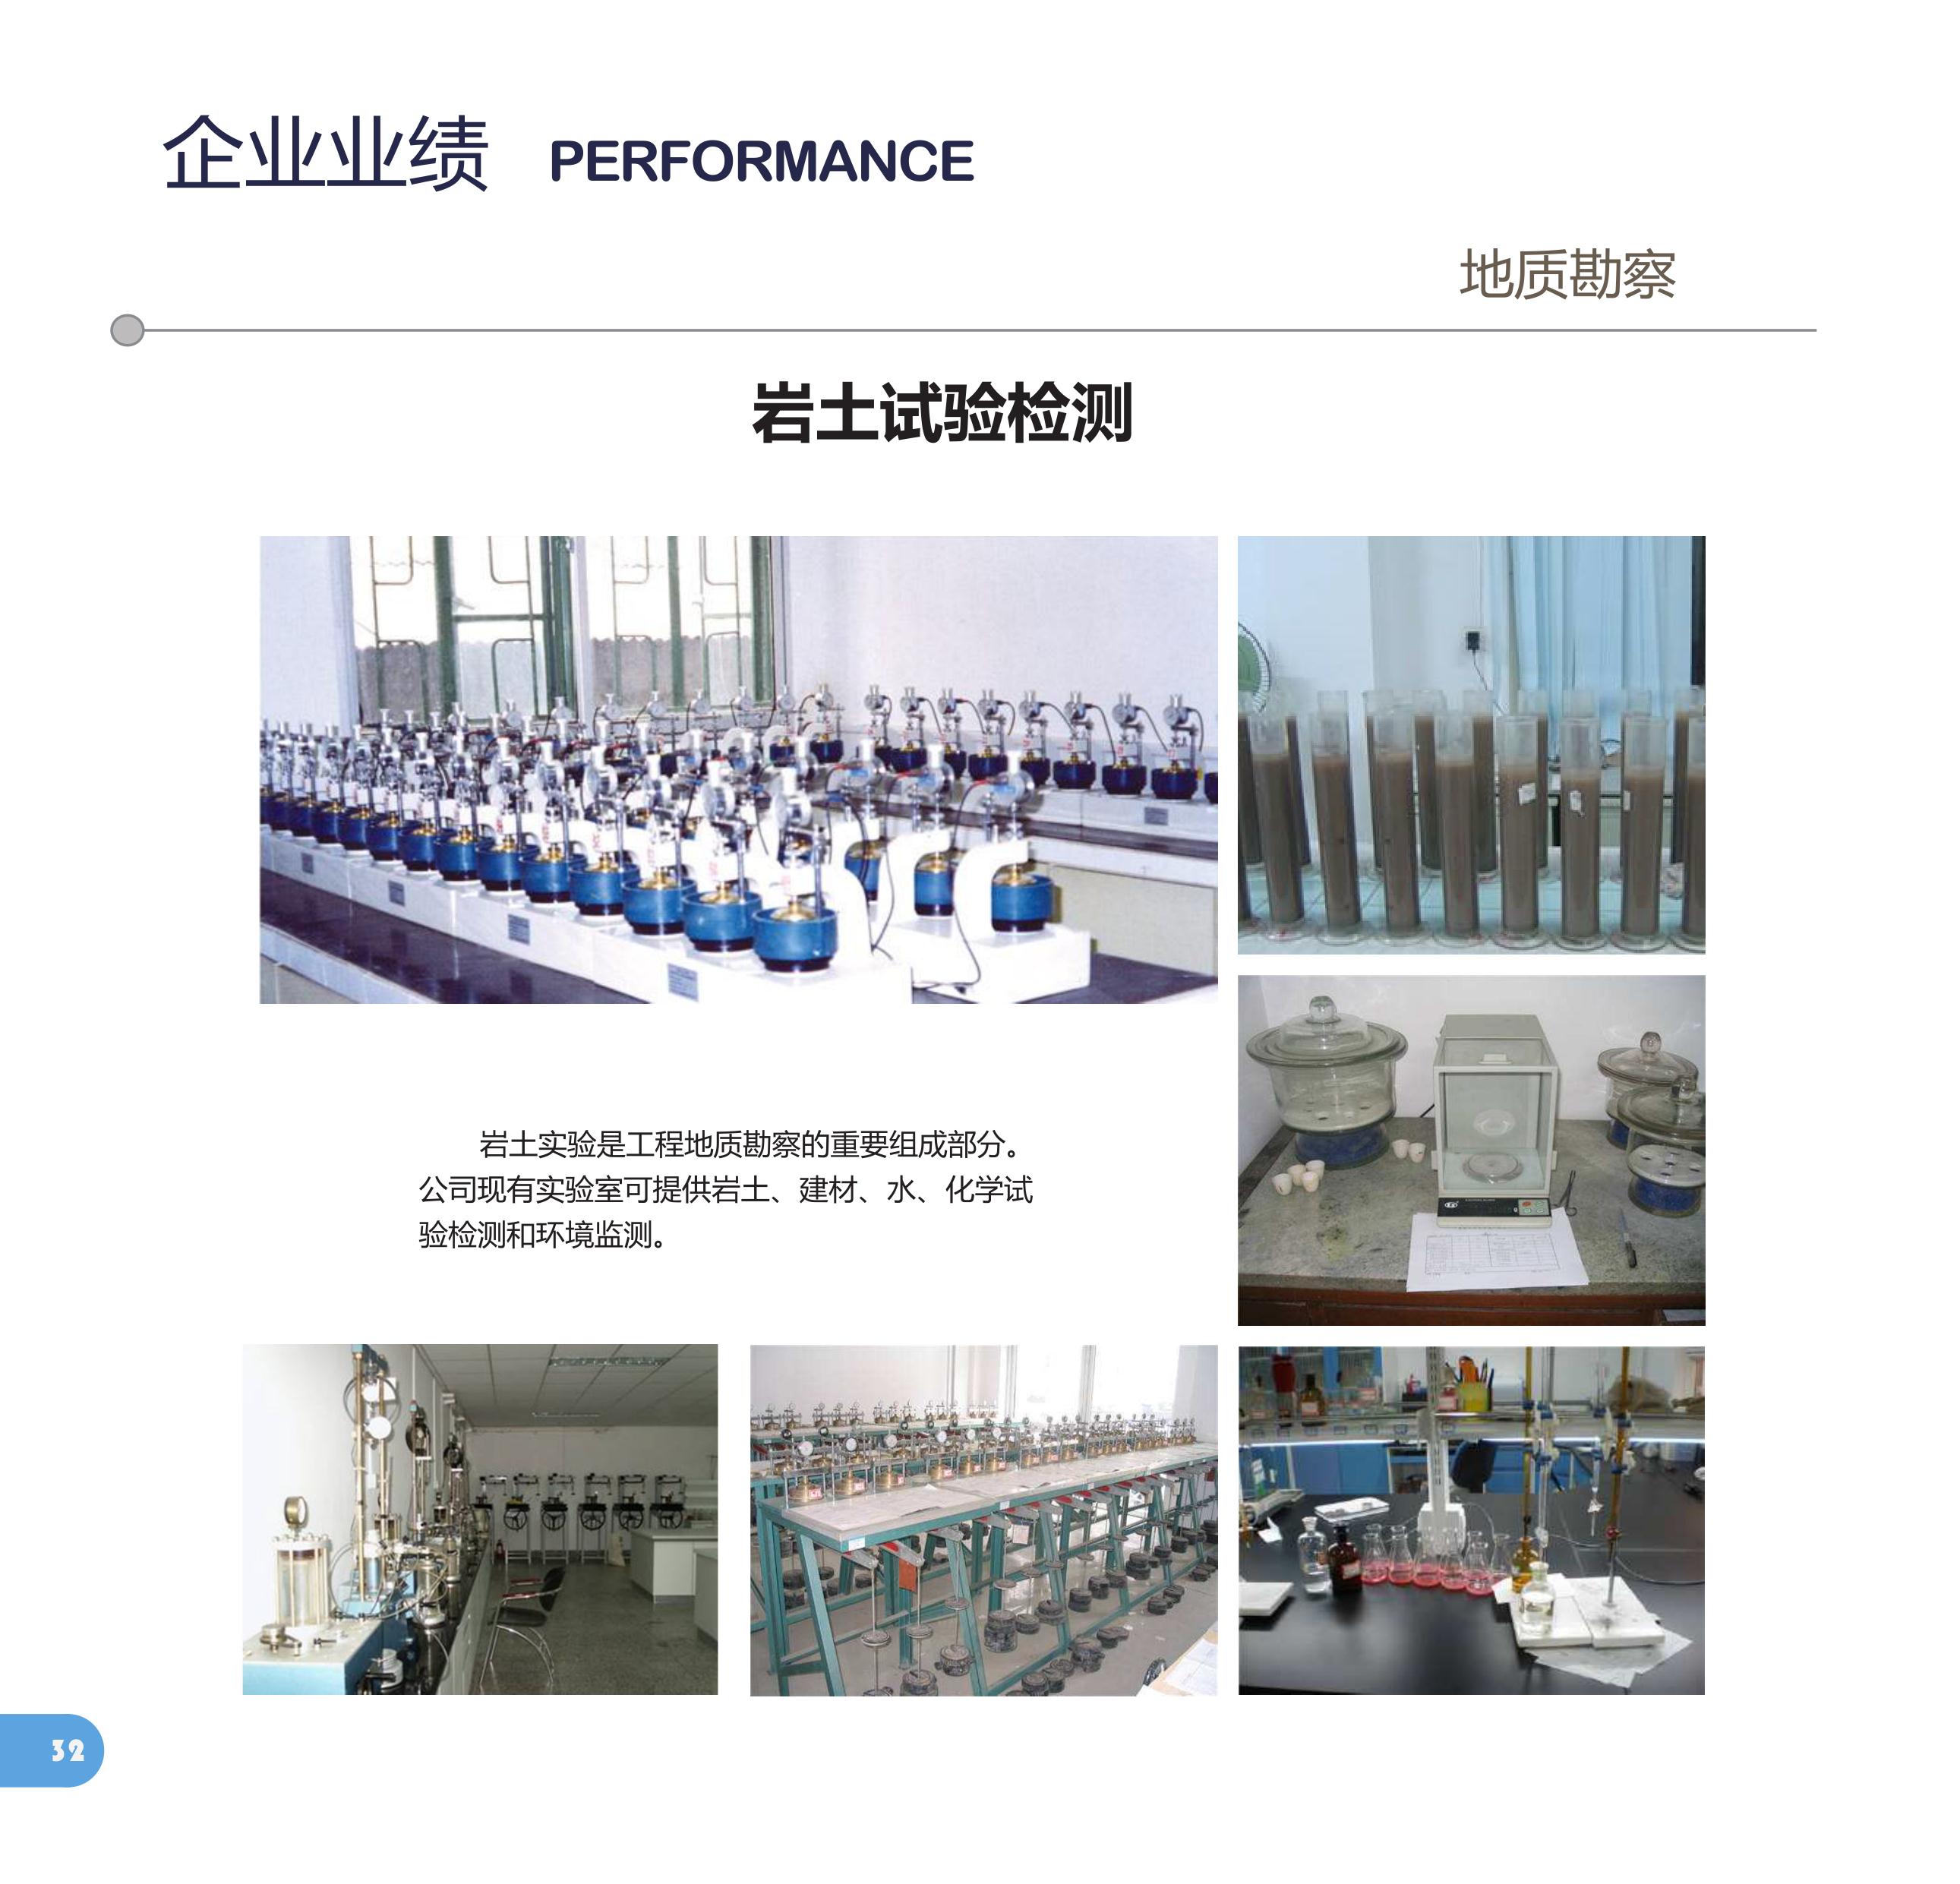 企业业绩 PERFORMANCE
地质勘察
岩土试验检测
岩土实验是工程地质勘察的重要组成部分。
公司现有实验室可提供岩土、建材、水、化学试
验检测和环境监测。
32